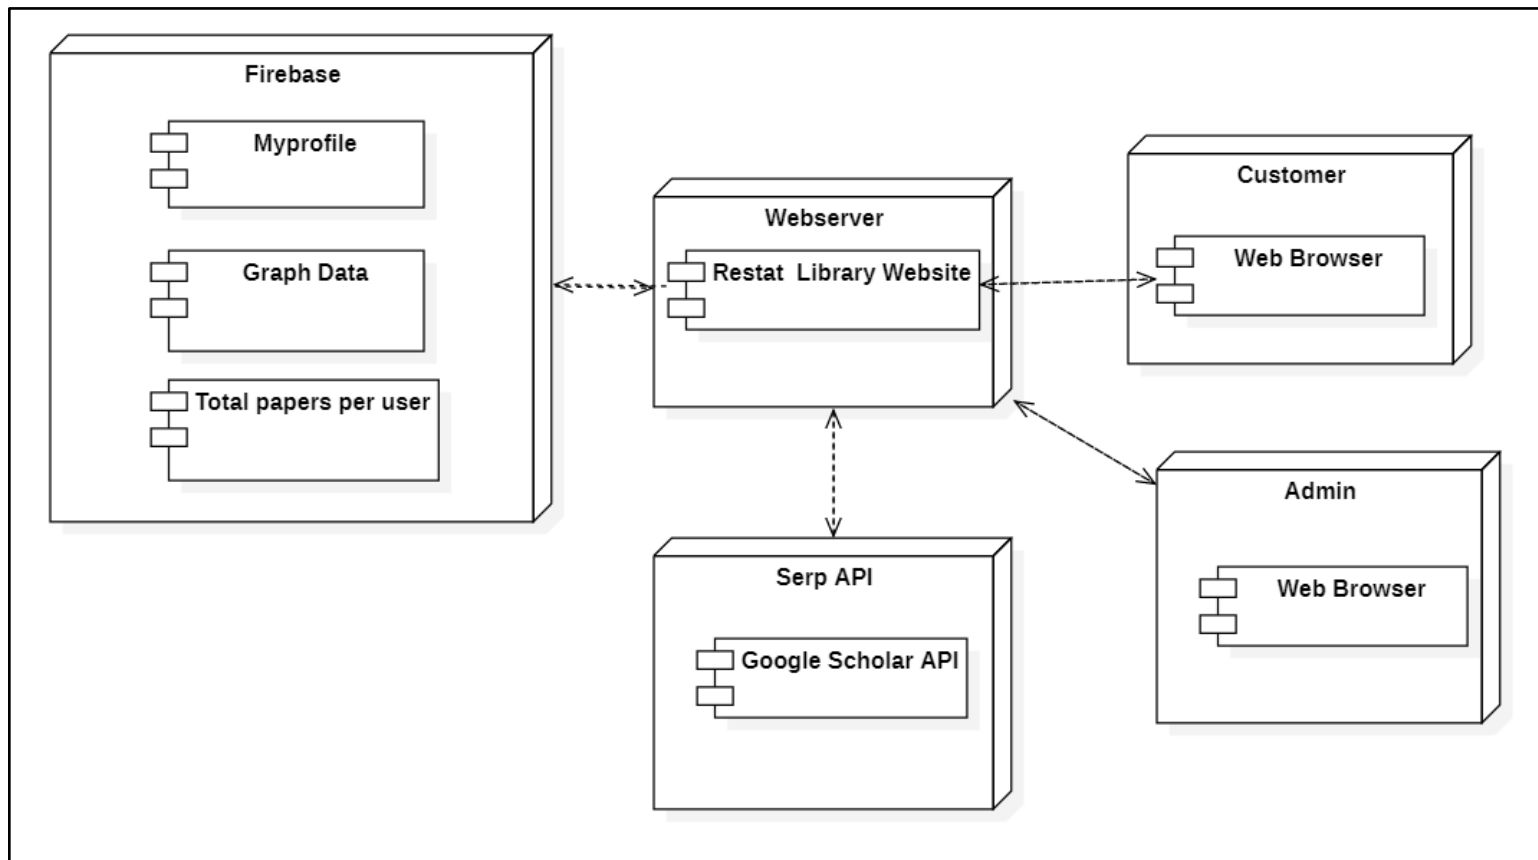 Firebase
Myprofile
Graph Data
Total papers per user
Webserver
Restat  Library Website
Serp API
Google Scholar API
Customer
Web Browser
Admin
Web Browser